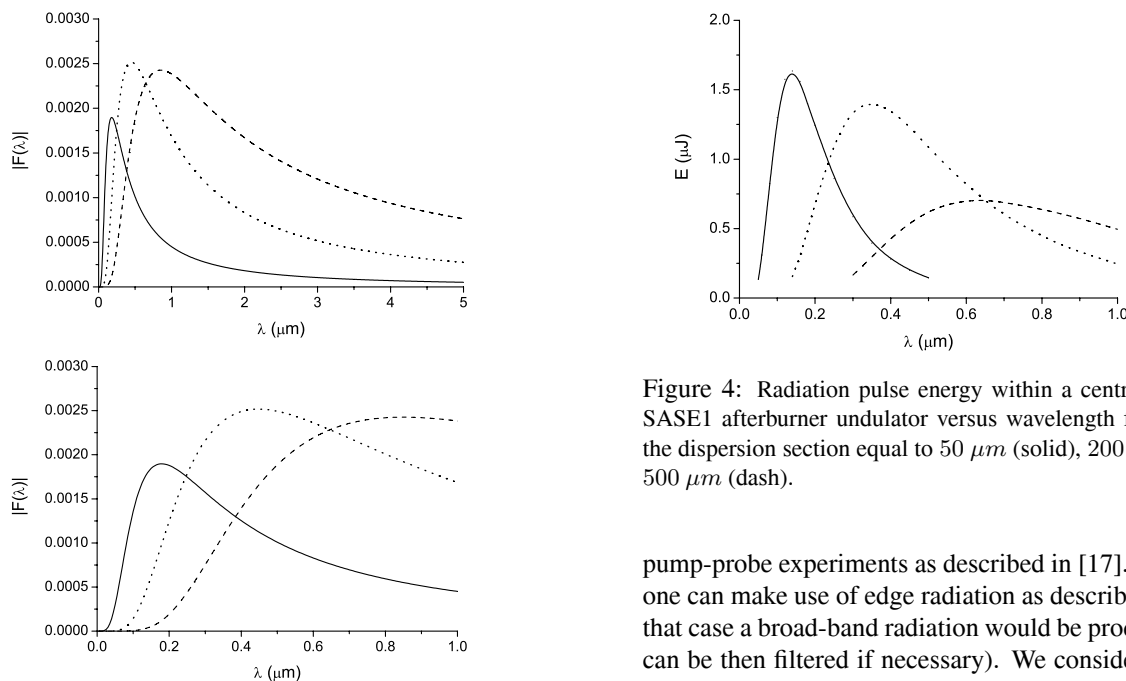 0.0030
0.0025
0.0020
0.0015
0.0010
0.0005
0.0000
|F(λ)|
0 1 2 3 4 5
λ (μm)
0.0030
0.0025
0.0020
0.0015
0.0010
0.0005
0.0000
|F(λ)|
0.0 0.2 0.4 0.6 0.8 1.0
λ (μm)
2.0
1.5
1.0
0.5
0.0
E (μJ)
0.0 0.2 0.4 0.6 0.8 1.0
λ (μm)
Figure 4: Radiation pulse energy within a centr
SASE1 afterburner undulator versus wavelength
the dispersion section equal to 50 μm (solid), 200
500 μm (dash).
pump-probe experiments as described in [17].
one can make use of edge radiation as describ
that case a broad-band radiation would be prod
can be then filtered if necessary). We conside